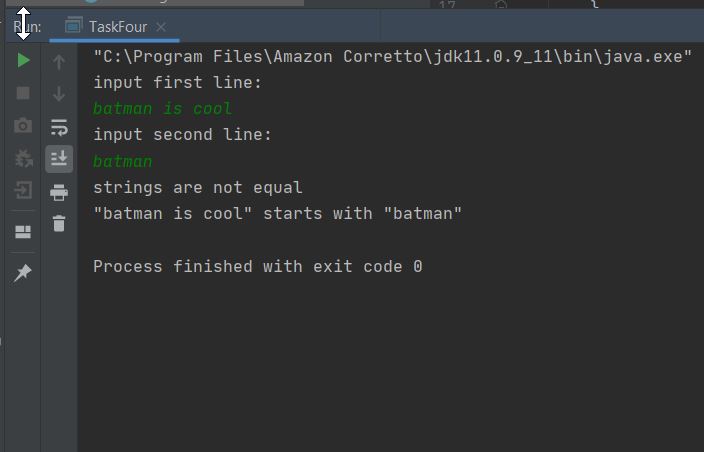 17 {
Run: TaskFour
"C:\Program Files\Amazon Corretto\jdk11.0.9_11\bin\java.exe"
input first line:
batman is cool
input second line:
batman
strings are not equal
"batman is cool" starts with "batman"
Process finished with exit code 0